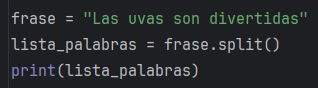 frase = "Las uvas son divertidas"
lista_palabras = frase.split()
print(lista_palabras)